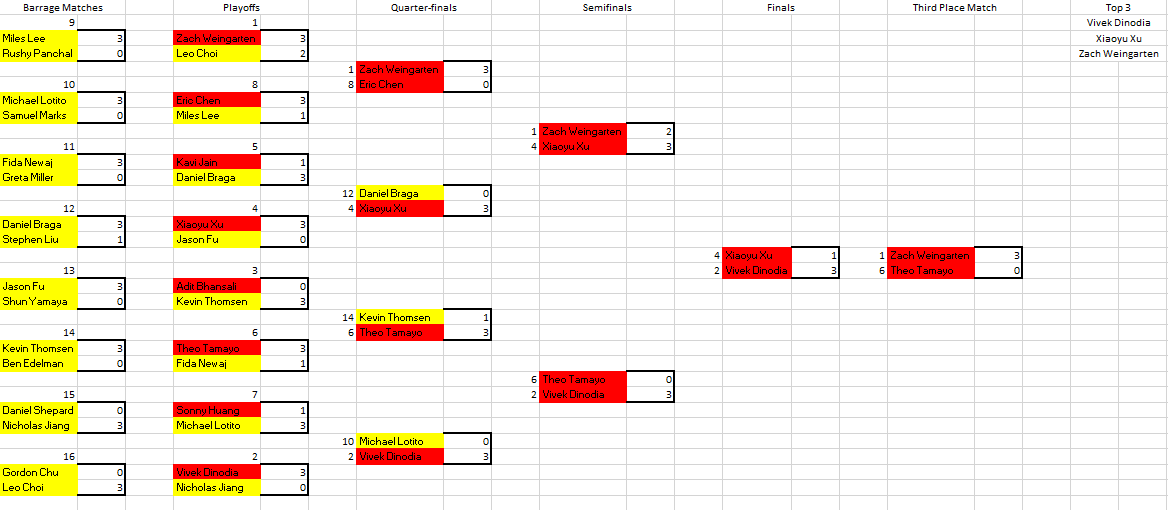 Barrage Matches Playoffs Quarter-finals Semifinals Finals Third Place Match Top 3
9 1 Vivek Dinodia
Miles Lee 3 Zach Weingarten 3 Xiaoyu Xu
Rushy Panchal 0 Leo Choi 2 Zach Weingarten
1 Zach Weingarten 3
10 8 8 Eric Chen 0
Michael Lotito 3 Eric Chen 3
Samuel Marks 0 Miles Lee 1
1 Zach Weingarten 2
11 5 4 Xiaoyu Xu 3
Fida Newaj 3 Kavi Jain 1
Greta Miller 0 Daniel Braga 3
12 Daniel Braga 0
12 4 4 Xiaoyu Xu 3
Daniel Braga 3 Xiaoyu Xu 3
Stephen Liu 1 Jason Fu 0
4 Xiaoyu Xu 1 1 Zach Weingarten 3
13 3 2 Vivek Dinodia 3 6 Theo Tamayo 0
Jason Fu 3 Adit Bhansali 0
Shun Yamaya 0 Kevin Thomsen 3
14 Kevin Thomsen 1
14 6 6 Theo Tamayo 3
Kevin Thomsen 3 Theo Tamayo 3
Ben Edelman 0 Fida Newaj 1
6 Theo Tamayo 0
15 7 2 Vivek Dinodia 3
Daniel Shepard 0 Sonny Huang 1
Nicholas Jiang 3 Michael Lotito 3
10 Michael Lotito 0
16 2 2 Vivek Dinodia 3
Gordon Chu 0 Vivek Dinodia 3
Leo Choi 3 Nicholas Jiang 0